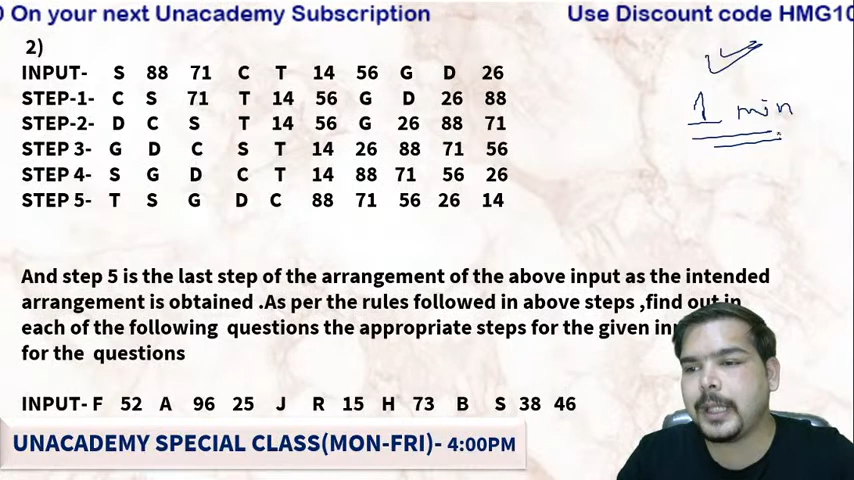 0 On your next Unacademy Subscription Use Discount code HMG10
2)
INPUT- S 88 71 C T 14 56 G D 26
STEP-1- C S 71 T 14 56 G D 26 88
STEP-2- D C S T 14 56 G 26 88 71
STEP 3- G D C S T 14 26 88 71 56
STEP 4- S G D C T 14 88 71 56 26
STEP 5- T S G D C 88 71 56 26 14
1 min
And step 5 is the last step of the arrangement of the above input as the intended
arrangement is obtained .As per the rules followed in above steps ,find out in
each of the following questions the appropriate steps for the given
for the questions
INPUT- F 52 A 96 25 J R 15 H 73 B S 38 46
UNACADEMY SPECIAL CLASS(MON-FRI)- 4:00PM